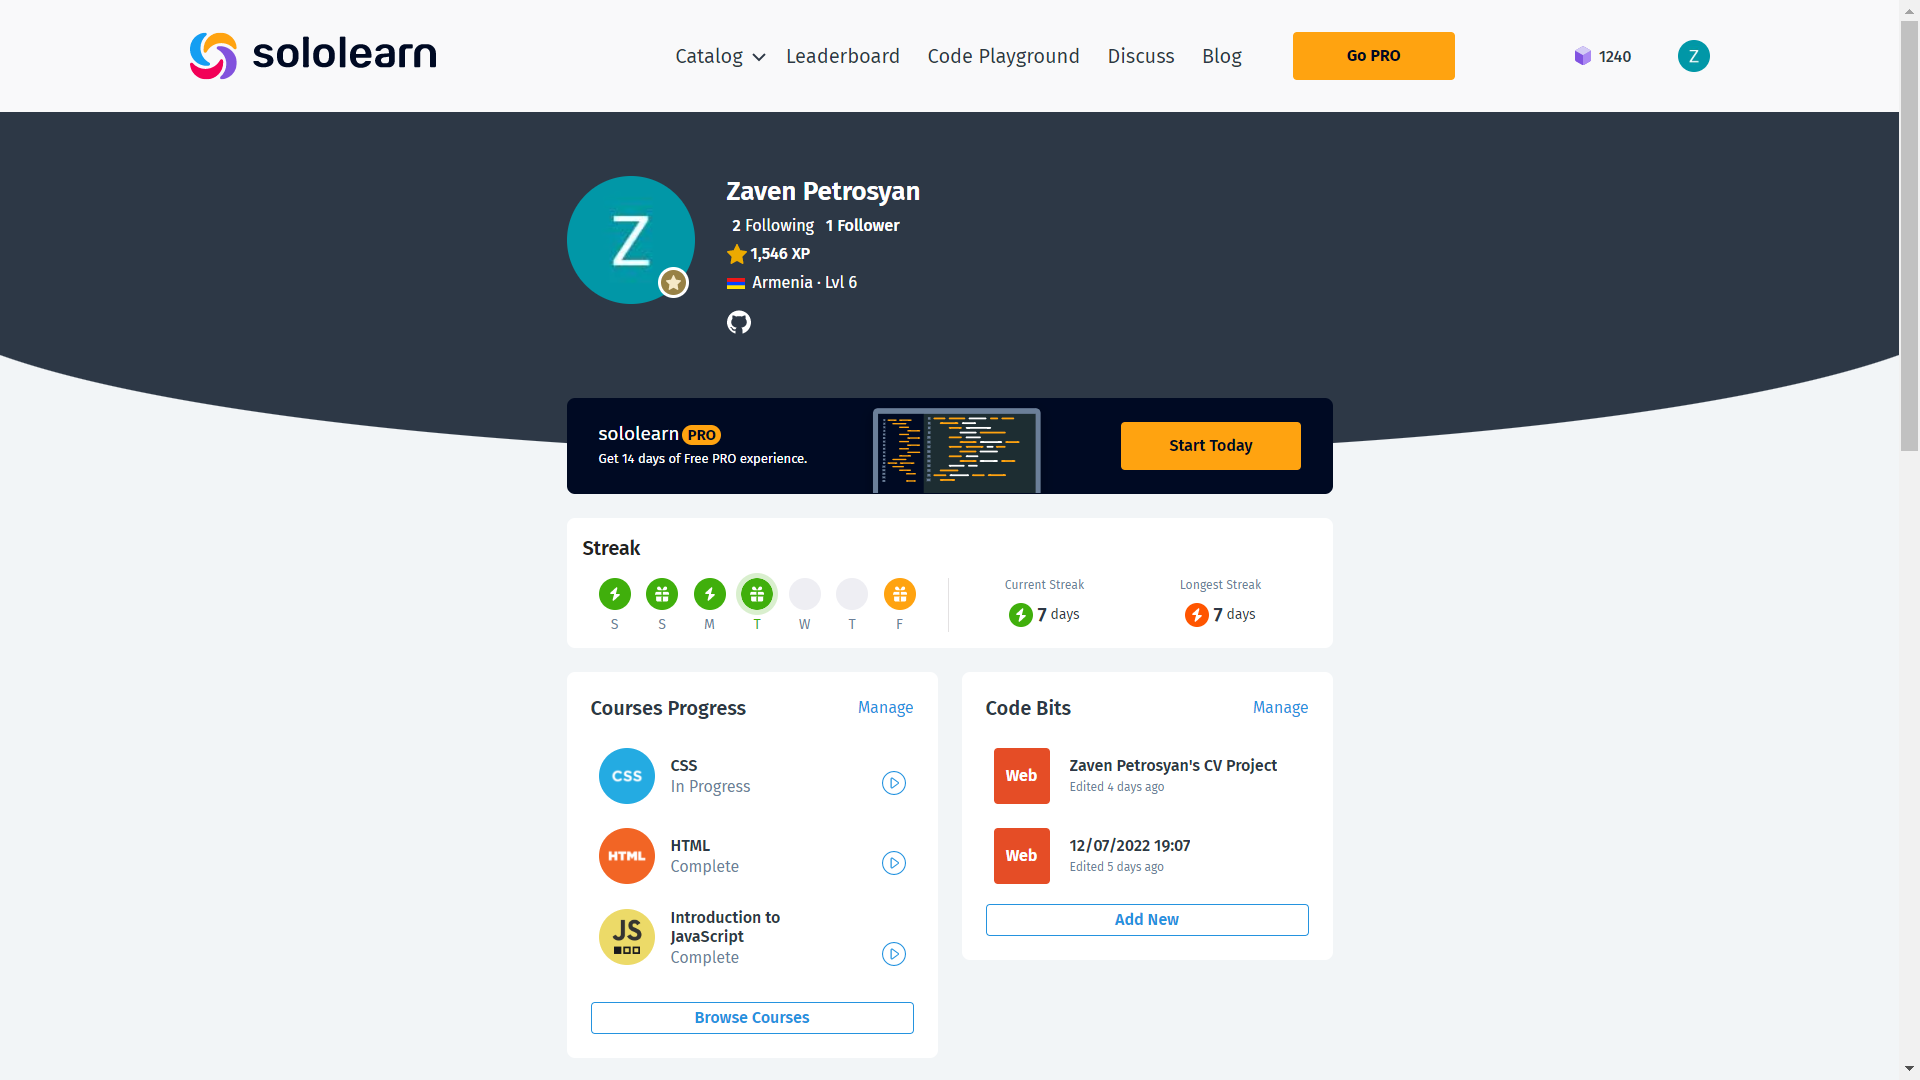 sololearn
Catalog Leaderboard Code Playground Discuss Blog Go PRO 1240 Z
Z
Zaven Petrosyan
2 Following 1 Follower
1,546 XP
Armenia · Lvl 6
sololearn PRO
Get 14 days of Free PRO experience.
Start Today
Streak
S S M T W T F
Current Streak
7 days
Longest Streak
7 days
Courses Progress
Manage
CSS
CSS
In Progress
HTML
HTML
Complete
JS
Introduction to
JavaScript
Complete
Browse Courses
Code Bits
Manage
Web
Zaven Petrosyan's CV Project
Edited 4 days ago
Web
12/07/2022 19:07
Edited 5 days ago
Add New